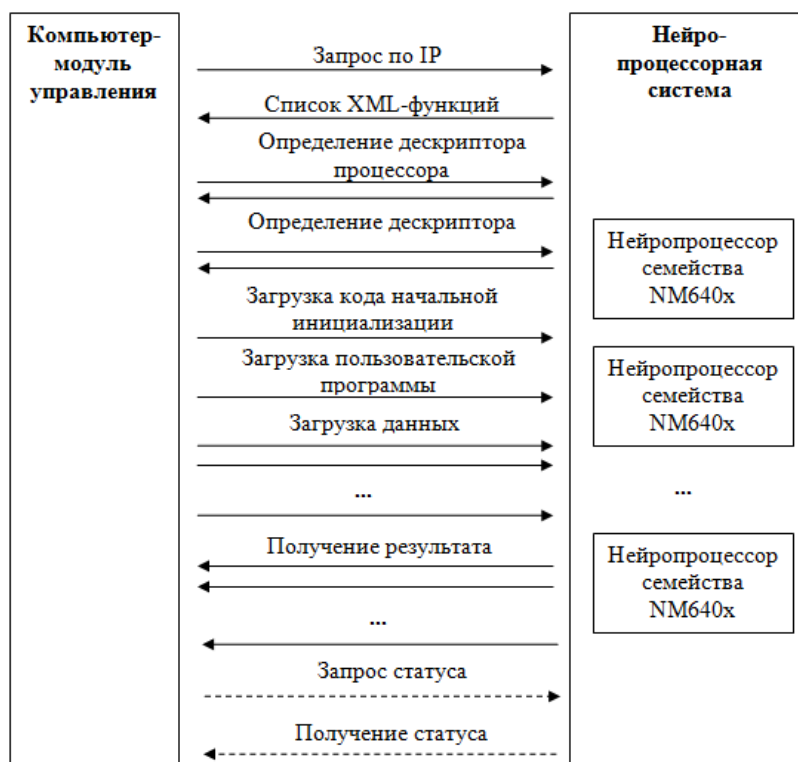 Компьютер-
модуль
управления
Запрос по IP
Список XML-функций
Определение дескриптора
процессора
Определение дескриптора
Загрузка кода начальной
инициализации
Загрузка пользовательской
программы
Загрузка данных
...
Получение результата
...
Запрос статуса
Получение статуса
Нейро-
процессорная
система
Нейропроцессор
семейства
NM640x
Нейропроцессор
семейства
NM640x
...
Нейропроцессор
семейства
NM640x